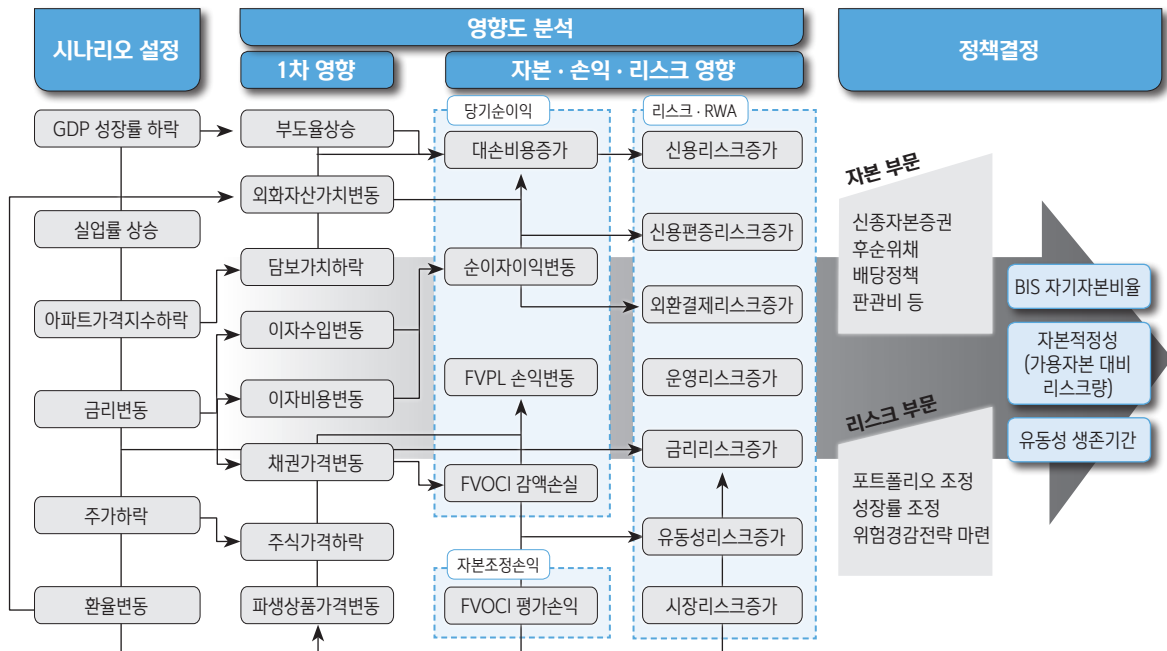 시나리오 설정
영향도 분석
1차 영향
자본 · 손익 · 리스크 영향
정책결정
GDP 성장률 하락
실업률 상승
아파트가격지수하락
금리변동
주가하락
환율변동
부도율상승
외화자산가치변동
담보가치하락
이자수입변동
이자비용변동
채권가격변동
주식가격하락
파생상품가격변동
당기순이익
대손비용증가
순이자이익변동
FVPL 손익변동
FVOCI 감액손실
자본조정손익
FVOCI 평가손익
리스크 · RWA
신용리스크증가
신용편중리스크증가
외환결제리스크증가
운영리스크증가
금리리스크증가
유동성리스크증가
시장리스크증가
자본 부문
신종자본증권
후순위채
배당정책
판관비 등
리스크 부문
포트폴리오 조정
성장률 조정
위험경감전략 마련
BIS 자기자본비율
자본적정성
(가용자본 대비
리스크량)
유동성 생존기간